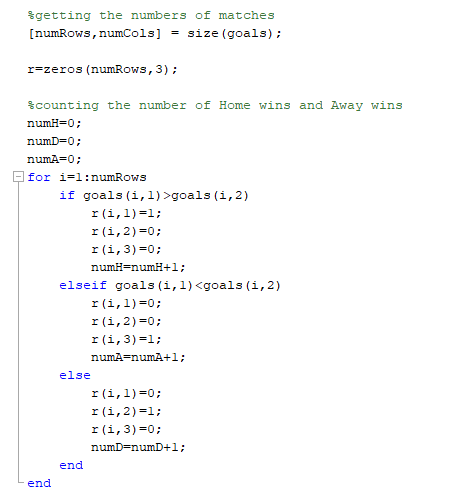 %getting the numbers of matches
[numRows,numCols] = size(goals);
r=zeros(numRows,3);
%counting the number of Home wins and Away wins
numH=0;
numD=0;
numA=0;
for i=1:numRows
if goals(i,1)>goals(i,2)
r(i,1)=1;
r(i,2)=0;
r(i,3)=0;
numH=numH+1;
elseif goals(i,1)<goals(i,2)
r(i,1)=0;
r(i,2)=0;
r(i,3)=1;
numA=numA+1;
else
r(i,1)=0;
r(i,2)=1;
r(i,3)=0;
numD=numD+1;
end
end